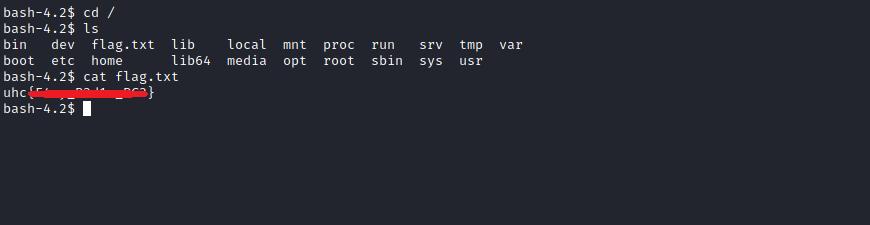 bash-4.2$ cd /
bash-4.2$ ls
bin dev flag.txt lib local mnt proc run srv tmp var
boot etc home lib64 media opt root sbin sys usr
bash-4.2$ cat flag.txt
uhc{ }
bash-4.2$